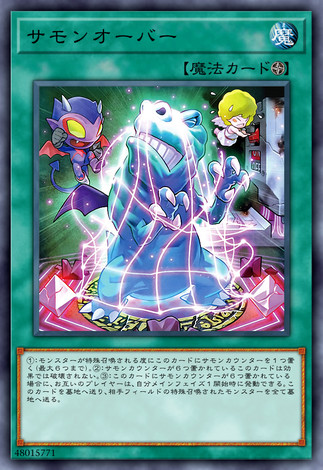 サモンオーバー
魔
【魔法カード】
①：モンスターが特殊召喚される度にこのカードにサモンカウンターを１つ置
く（最大６つまで）。②：サモンカウンターが６つ置かれているこのカードは効
果では破壊されない。③：このカードにサモンカウンターが６つ置かれている
場合に、お互いのプレイヤーは、自分メインフェイズ１開始時に発動できる。こ
のカードを墓地へ送り、相手フィールドの特殊召喚されたモンスターを全て墓
地へ送る。
48015771